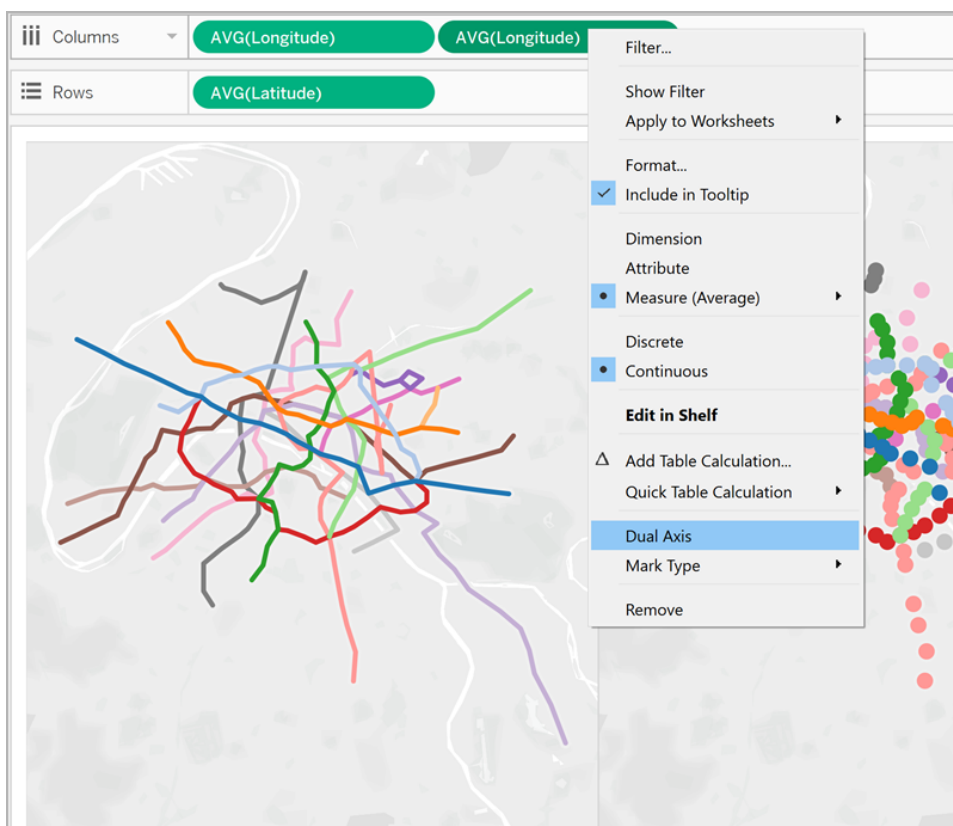 Columns AVG(Longitude) AVG(Longitude)
Rows AVG(Latitude)
Filter...
Show Filter
Apply to Worksheets
Format...
Include in Tooltip
Dimension
Attribute
Measure (Average)
Discrete
Continuous
Edit in Shelf
Add Table Calculation...
Quick Table Calculation
Dual Axis
Mark Type
Remove